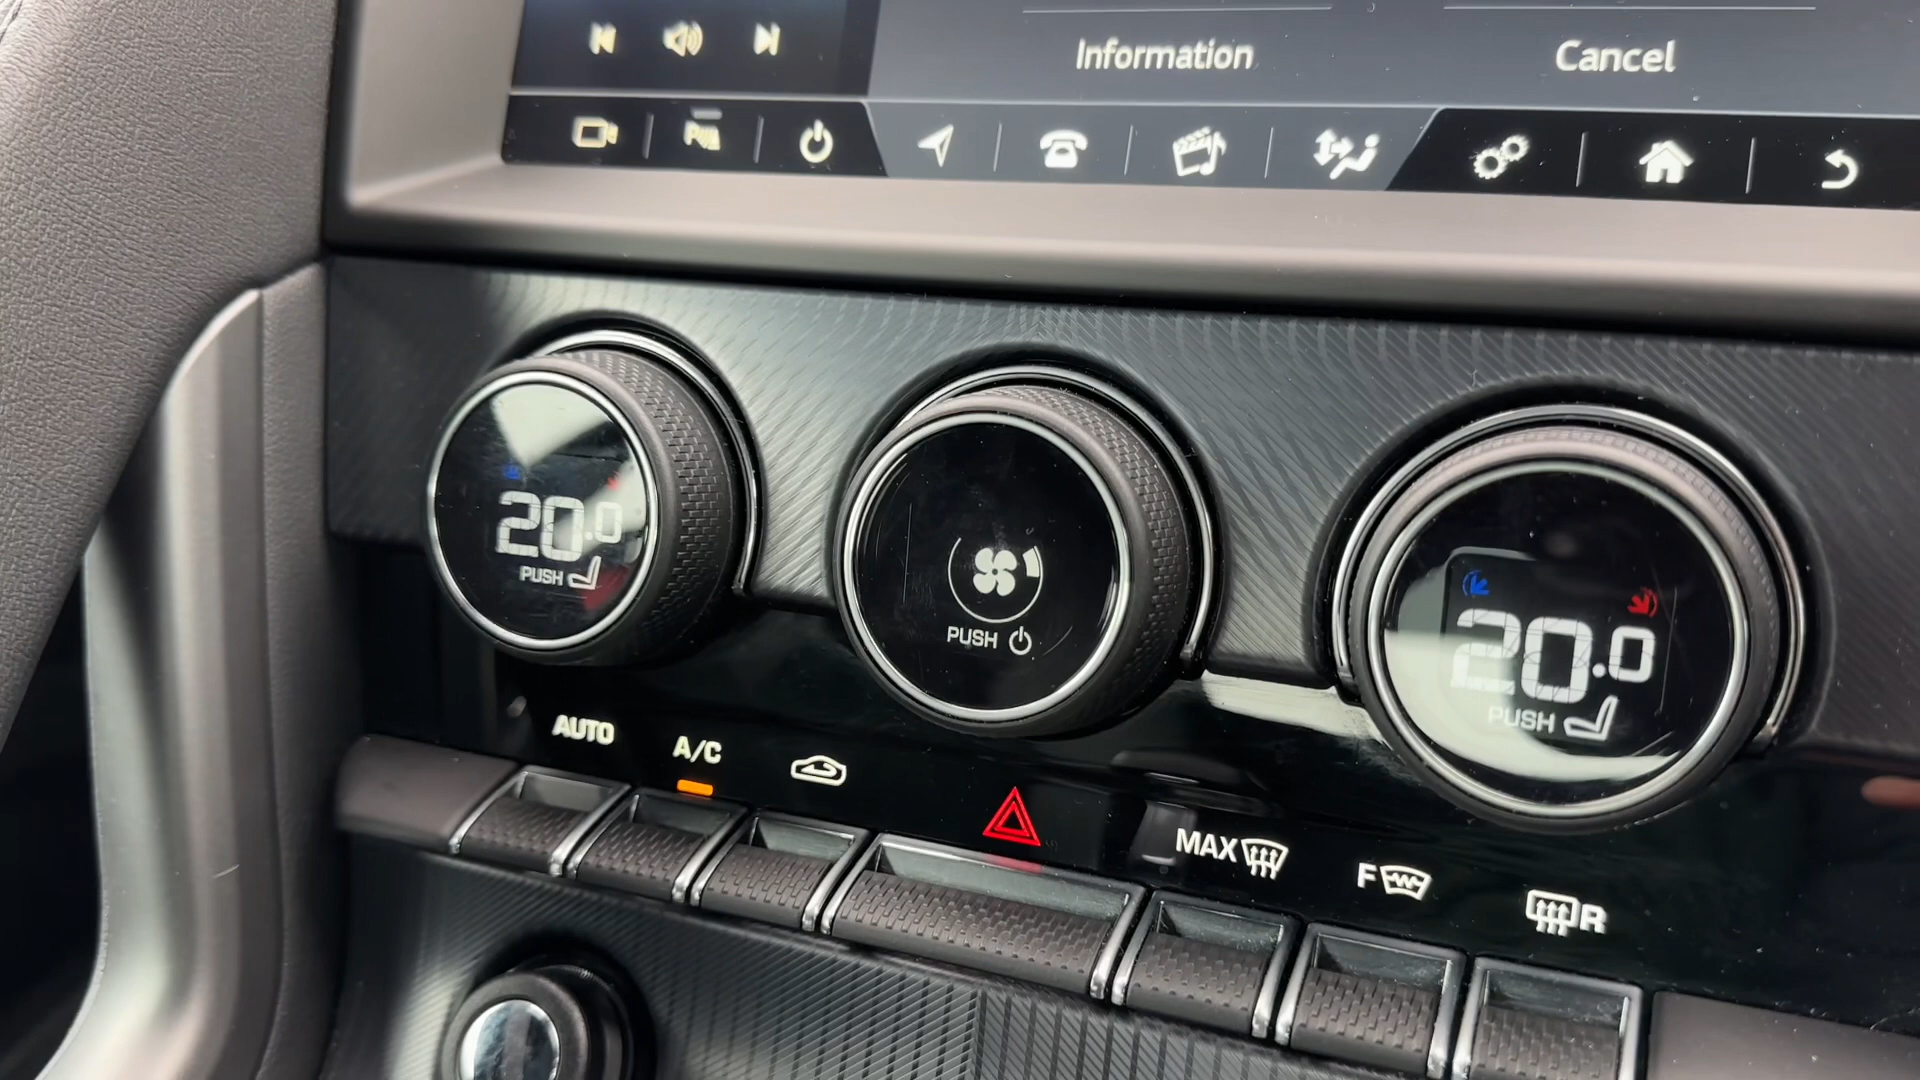 Information
Cancel
20.0
PUSH
PUSH
20.0
PUSH
AUTO
A/C
MAX
F
R